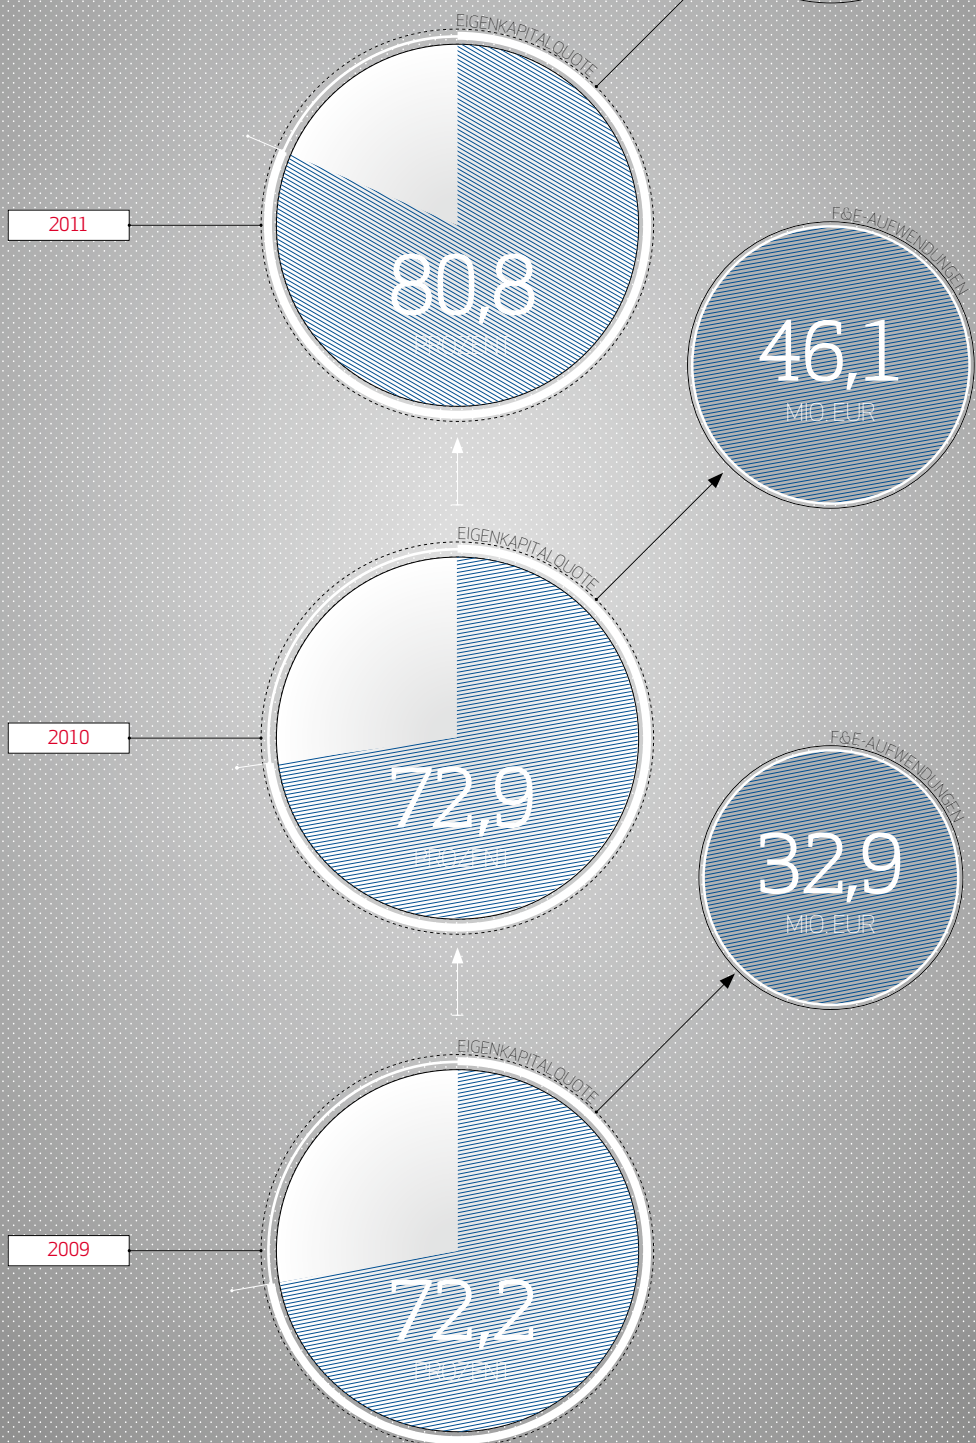 EIGENKAPITALQUOTE
2011
80,8
PROZENT
F&E-AUFWENDUNGEN
46,1
MIO. EUR
EIGENKAPITALQUOTE
2010
72,9
PROZENT
F&E-AUFWENDUNGEN
32,9
MIO. EUR
EIGENKAPITALQUOTE
2009
72,2
PROZENT